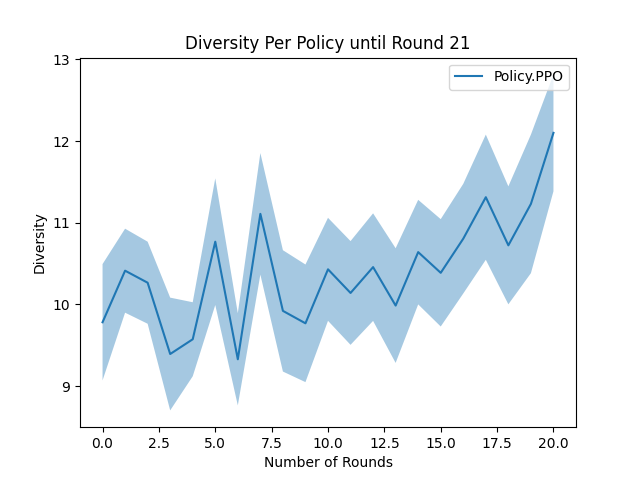 Diversity Per Policy until Round 21
Policy.PPO
Diversity
13
12
11
10
9
0.0 2.5 5.0 7.5 10.0 12.5 15.0 17.5 20.0
Number of Rounds